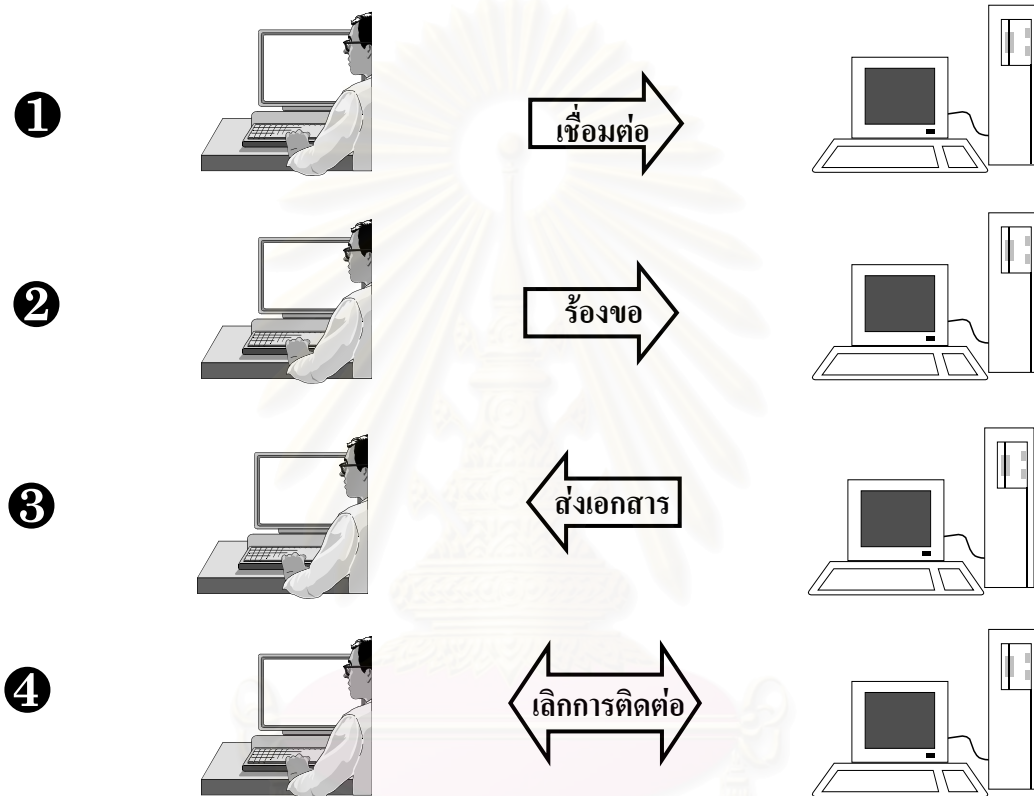 ❶
เชื่อมต่อ
❷
ร้องขอ
❸
ส่งเอกสาร
❹
เลิกการติดต่อ